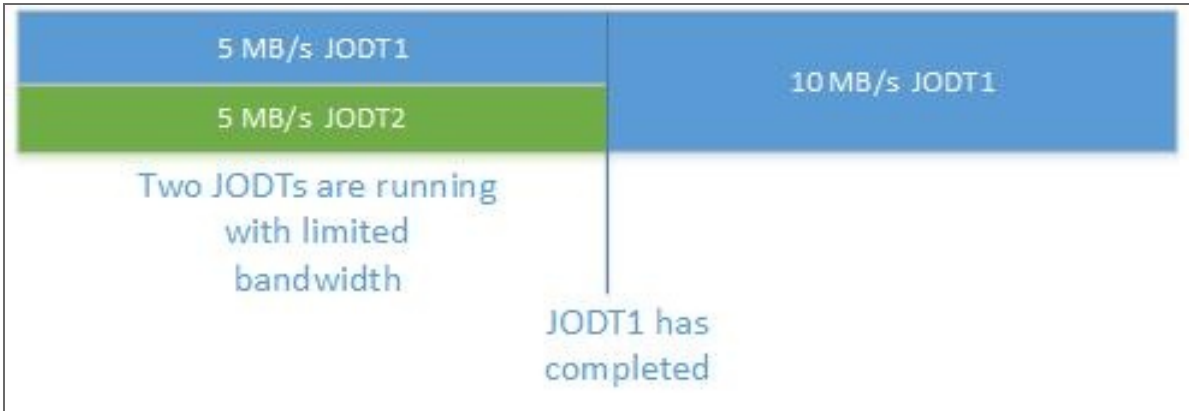 5 MB/s JODT1
10 MB/s JODT1
5 MB/s JODT2
Two JODTs are running
with limited
bandwidth
JODT1 has
completed